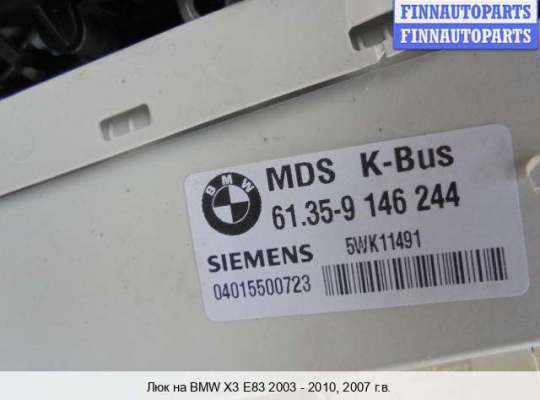 FINNAUTOPARTS
FINNAUTOPARTS
BMW
MDS K-Bus
61.35-9 146 244
SIEMENS 5WK11491
04015500723
Люк на BMW X3 E83 2003 - 2010, 2007 г.в.